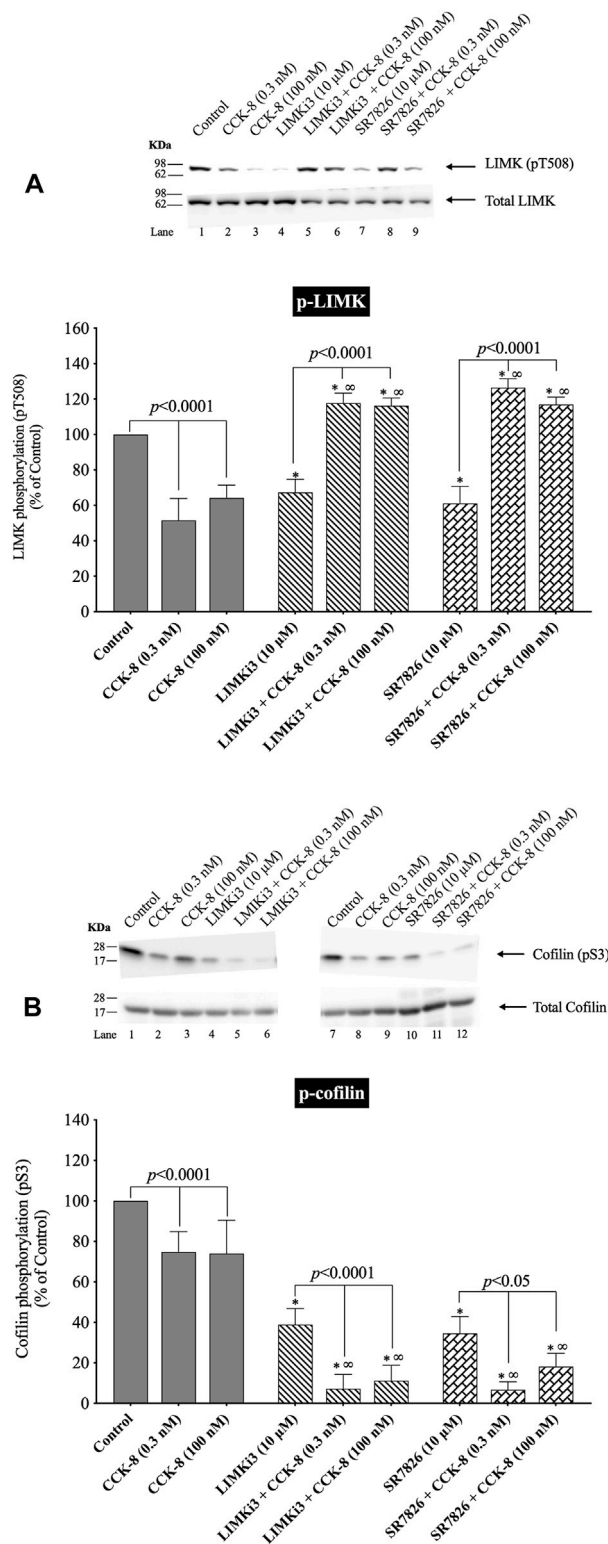 Control
CCK-8 (0.3 nM)
CCK-8 (100 nM)
LIMKi3 (10 µM)
LIMKi3 + CCK-8 (0.3 nM)
LIMKi3 + CCK-8 (100 nM)
SR7826 (10 µM)
SR7826 + CCK-8 (0.3 nM)
SR7826 + CCK-8 (100 nM)
KDa
98
62
LIMK (pT508)
A
98
62
Total LIMK
Lane 1 2 3 4 5 6 7 8 9
p-LIMK
LIMK phosphorylation (pT508)
(% of Control)
160
140
120
100
80
60
40
20
0
p<0.0001
p<0.0001
p<0.0001
* ∞
* ∞
* ∞
* ∞
*
*
Control
CCK-8 (0.3 nM)
CCK-8 (100 nM)
LIMKi3 (10 µM)
LIMKi3 + CCK-8 (0.3 nM)
LIMKi3 + CCK-8 (100 nM)
SR7826 (10 µM)
SR7826 + CCK-8 (0.3 nM)
SR7826 + CCK-8 (100 nM)
Control
CCK-8 (0.3 nM)
CCK-8 (100 nM)
LIMKi3 (10 µM)
LMIKi3 + CCK-8 (0.3 nM)
LMIKi3 + CCK-8 (100 nM)
Control
CCK-8 (0.3 nM)
CCK-8 (100 nM)
SR7826 (10 µM)
SR7826 + CCK-8 (0.3 nM)
SR7826 + CCK-8 (100 nM)
KDa
28
17
Cofilin (pS3)
B
28
17
Total Cofilin
Lane 1 2 3 4 5 6 7 8 9 10 11 12
p-cofilin
Cofilin phosphorylation (pS3)
(% of Control)
140
120
100
80
60
40
20
0
p<0.0001
p<0.0001
p<0.05
*
* ∞
* ∞
*
* ∞
* ∞
Control
CCK-8 (0.3 nM)
CCK-8 (100 nM)
LIMKi3 (10 µM)
LIMKi3 + CCK-8 (0.3 nM)
LIMKi3 + CCK-8 (100 nM)
SR7826 (10 µM)
SR7826 + CCK-8 (0.3 nM)
SR7826 + CCK-8 (100 nM)